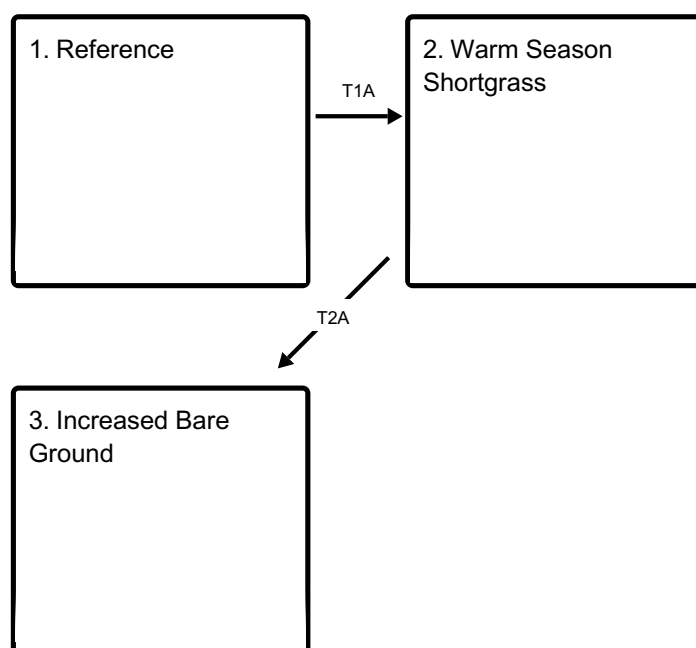 1. Reference
T1A
2. Warm Season
Shortgrass
T2A
3. Increased Bare
Ground